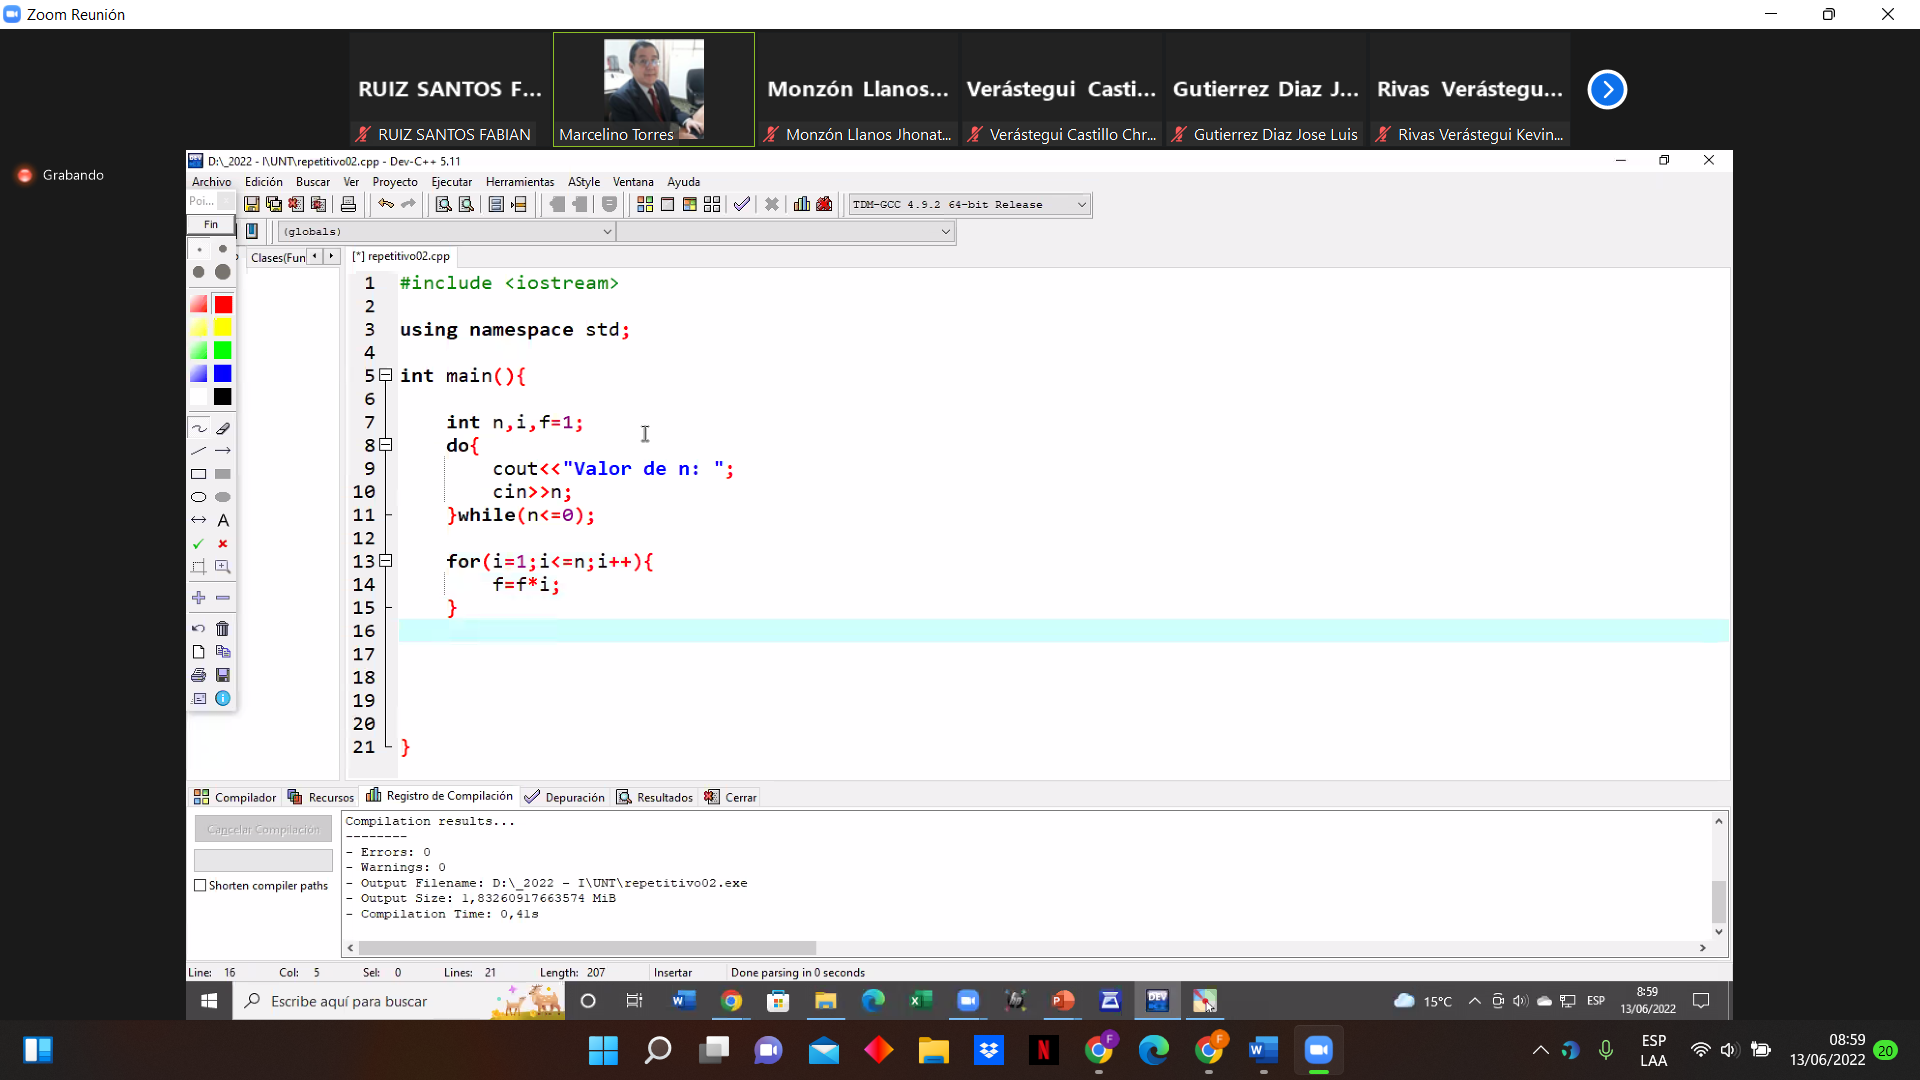 Zoom Reunión
RUIZ SANTOS F...
Monzón Llanos...
Verástegui Casti...
Gutierrez Diaz J...
Rivas Verástegu...
RUIZ SANTOS FABIAN
Marcelino Torres
Monzón Llanos Jhonat...
Verástegui Castillo Chr...
Gutierrez Diaz Jose Luis
Rivas Verástegui Kevin...
Grabando
D:\_2022 - I\UNT\repetitivo02.cpp - Dev-C++ 5.11
Archivo Edición Buscar Ver Proyecto Ejecutar Herramientas AStyle Ventana Ayuda
Poi...
TDM-GCC 4.9.2 64-bit Release
Fin
(globals)
Clases(Fun
[*] repetitivo02.cpp
1 #include <iostream>
2
3 using namespace std;
4
5 int main(){
6
7 int n,i,f=1;
8 do{
9 cout<<"Valor de n: ";
10 cin>>n;
11 }while(n<=0);
12
13 for(i=1;i<=n;i++){
14 f=f*i;
15 }
16
17
18
19
20
21 }
Compilador Recursos Registro de Compilación Depuración Resultados Cerrar
Cancelar Compilación
Shorten compiler paths
Compilation results...
--------
- Errors: 0
- Warnings: 0
- Output Filename: D:\_2022 - I\UNT\repetitivo02.exe
- Output Size: 1,83260917663574 MiB
- Compilation Time: 0,41s
Line: 16 Col: 5 Sel: 0 Lines: 21 Length: 207 Insertar Done parsing in 0 seconds
Escribe aquí para buscar
DEV
15°C
ESP
8:59
13/06/2022
ESP
LAA
08:59
13/06/2022
20